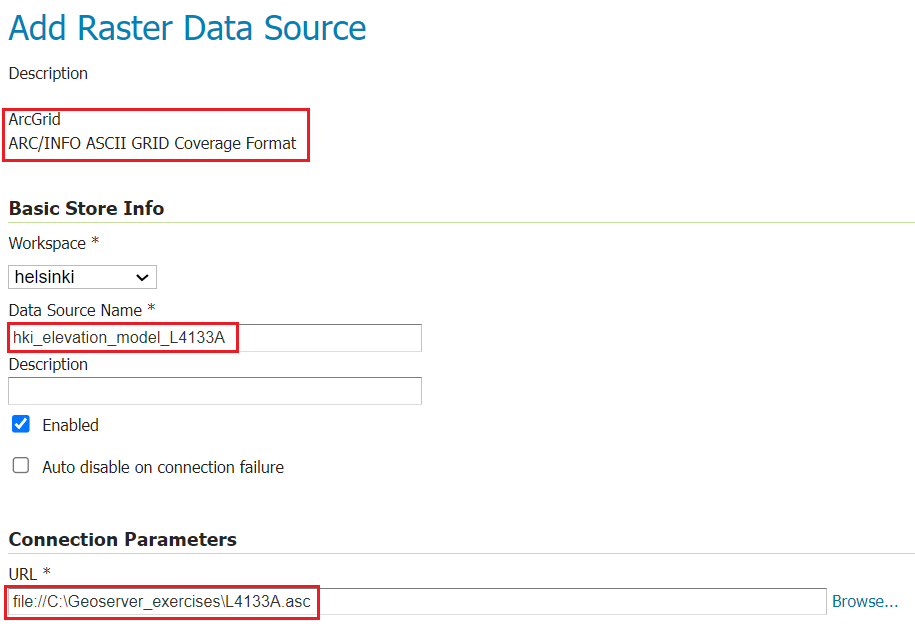 Add Raster Data Source
Description
ArcGrid
ARC/INFO ASCII GRID Coverage Format
Basic Store Info
Workspace *
helsinki
Data Source Name *
hki_elevation_model_L4133A
Description
Enabled
Auto disable on connection failure
Connection Parameters
URL *
file://C:\Geoserver_exercises\L4133A.asc Browse...